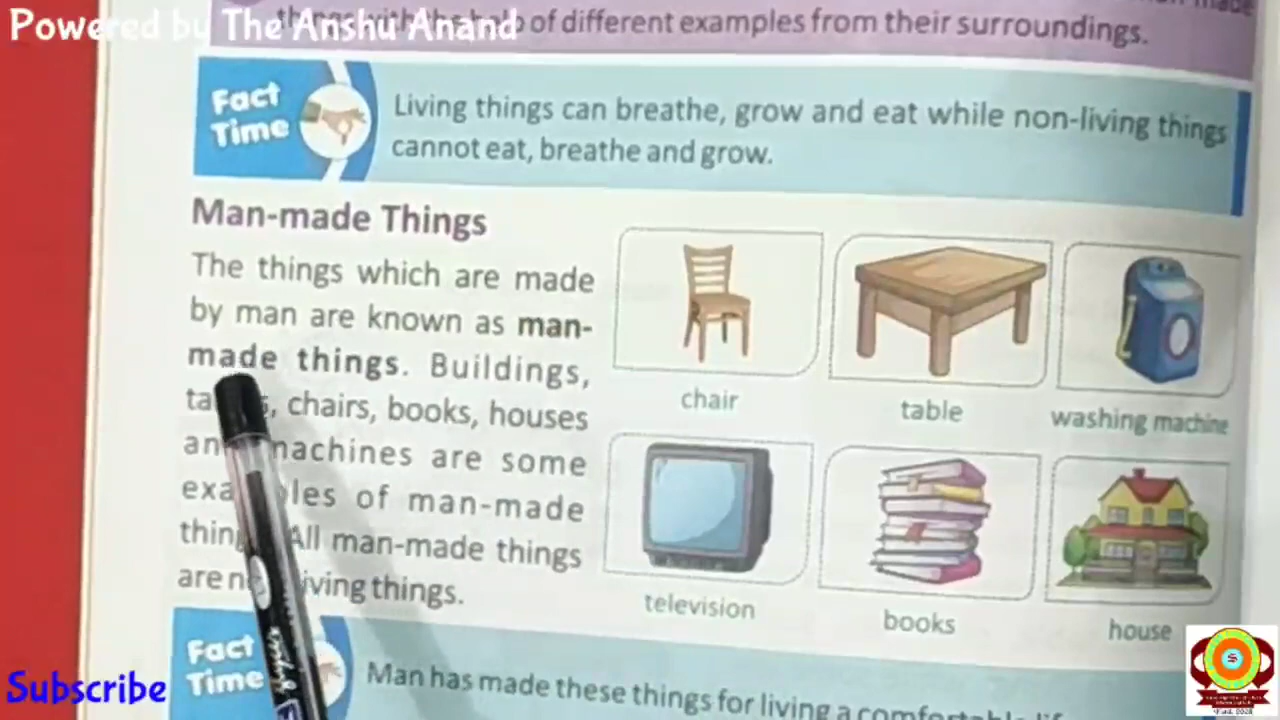 Powered by The Anshu Anand
of different examples from their surroundings.
Fact
Time
Living things can breathe, grow and eat while non-living things
cannot eat, breathe and grow.
Man-made Things
The things which are made
by man are known as man-
made things. Buildings,
chairs, books, houses
machines are some
of man-made
All man-made things
are living things.
chair
table
washing machine
television
books
house
Fact
Time
Man has made these things for living a
Subscribe